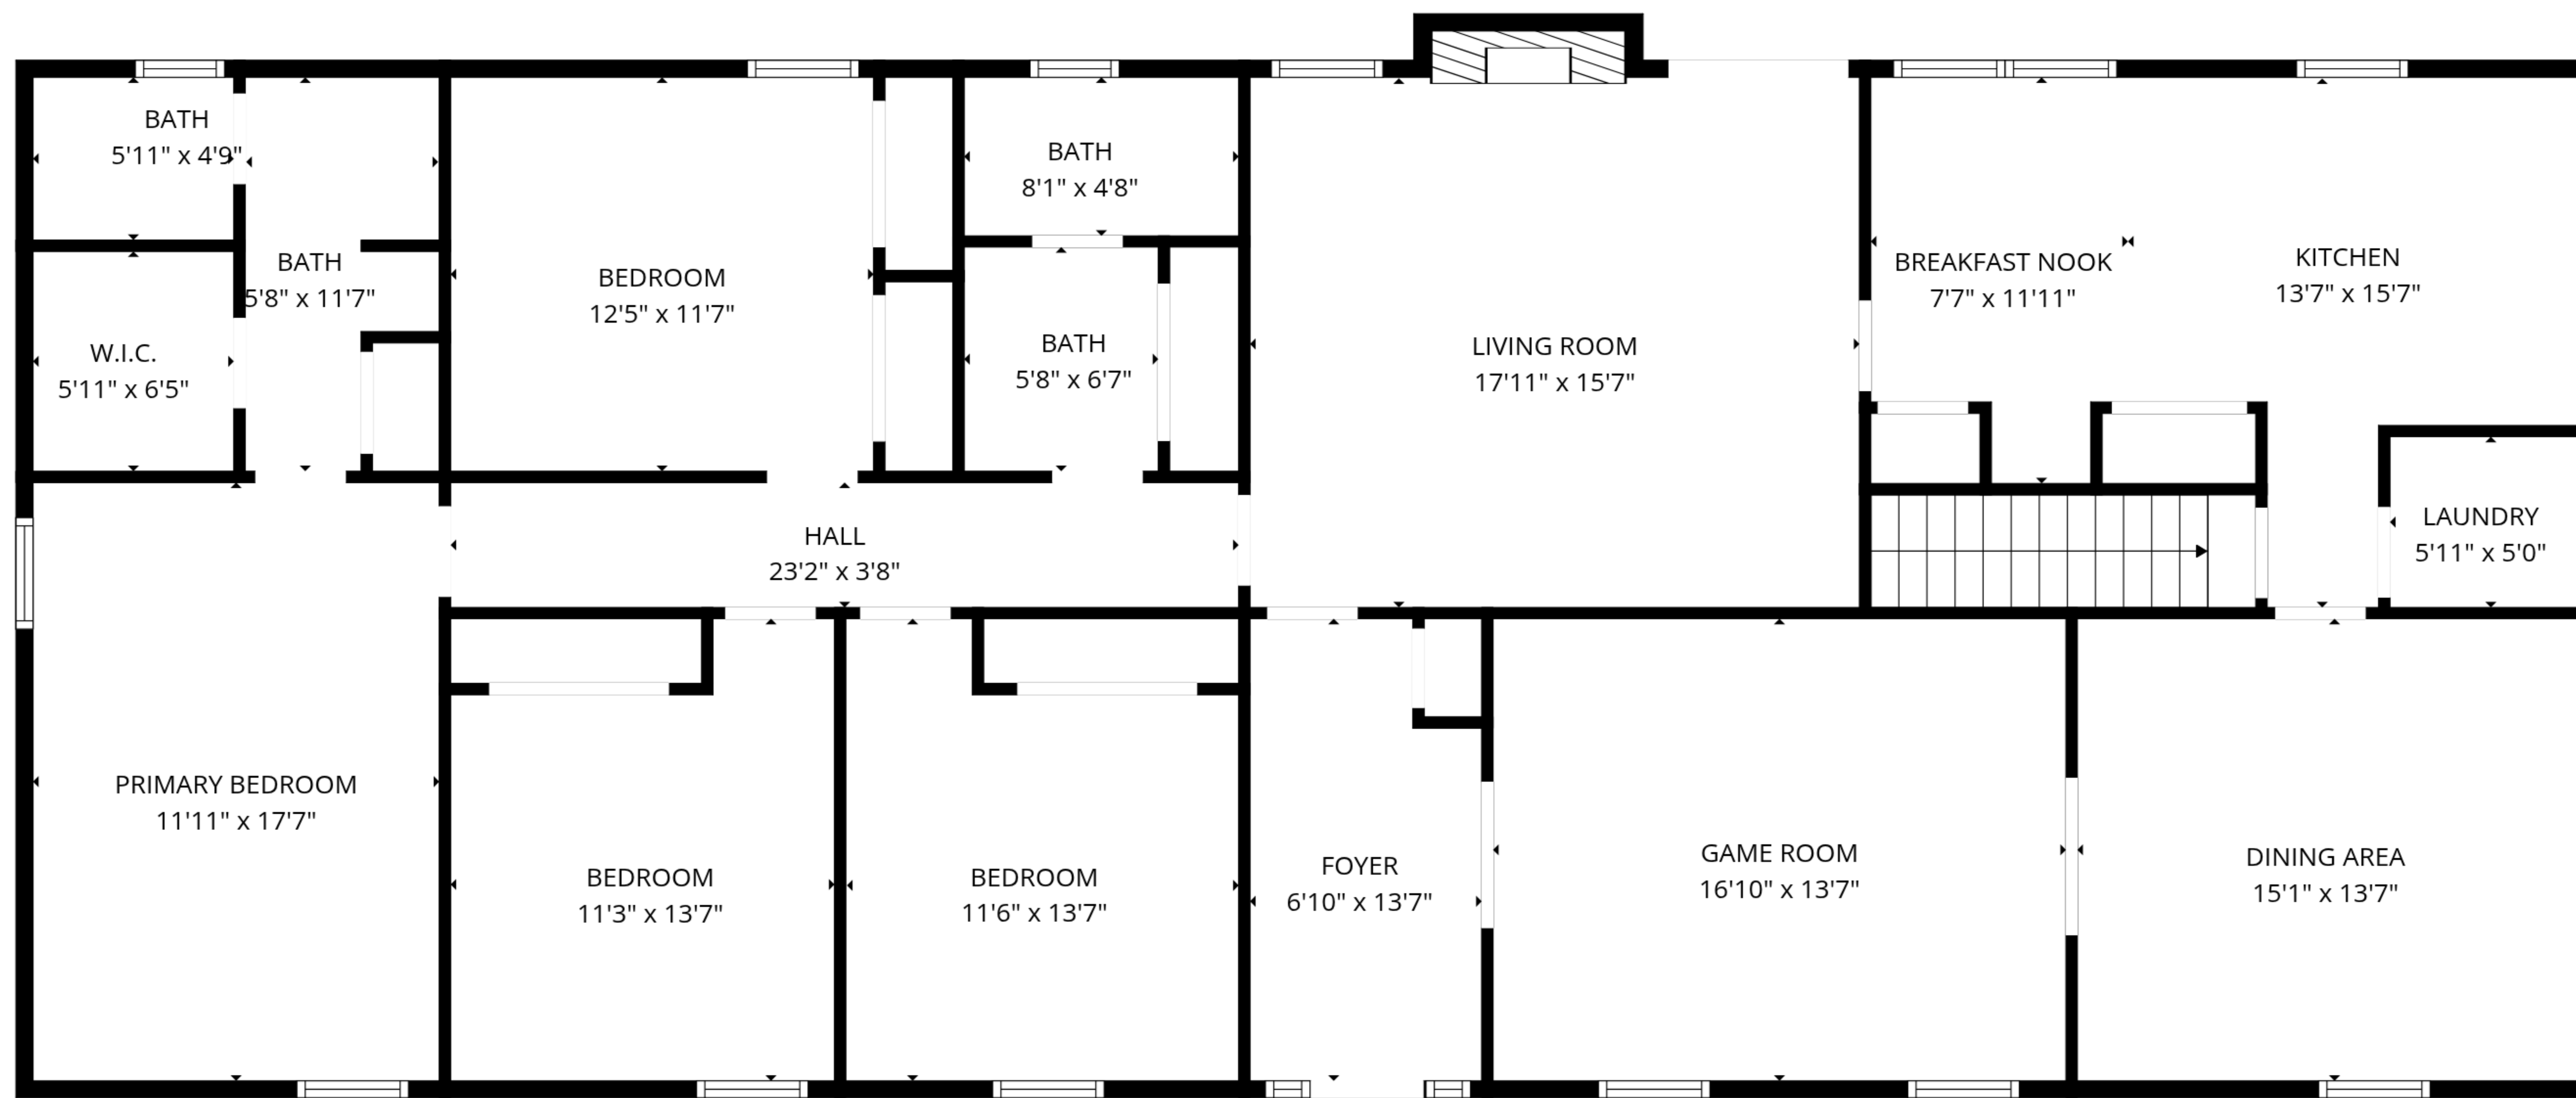 BATH
5'11" x 4'9"
BATH
5'8" x 11'7"
W.I.C.
5'11" x 6'5"
BEDROOM
12'5" x 11'7"
BATH
8'1" x 4'8"
BATH
5'8" x 6'7"
LIVING ROOM
17'11" x 15'7"
BREAKFAST NOOK
7'7" x 11'11"
KITCHEN
13'7" x 15'7"
LAUNDRY
5'11" x 5'0"
HALL
23'2" x 3'8"
PRIMARY BEDROOM
11'11" x 17'7"
BEDROOM
11'3" x 13'7"
BEDROOM
11'6" x 13'7"
FOYER
6'10" x 13'7"
GAME ROOM
16'10" x 13'7"
DINING AREA
15'1" x 13'7"